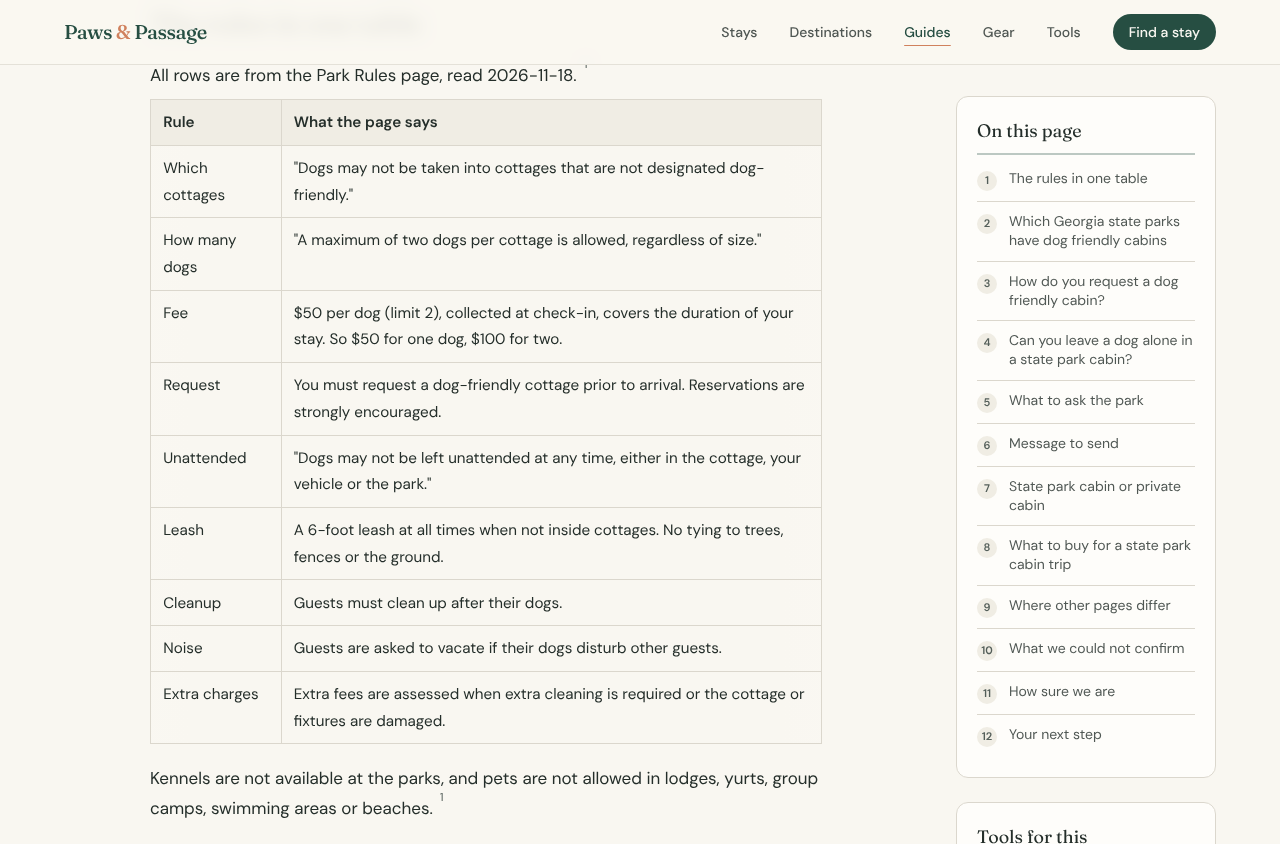 Paws & Passage
Stays
Destinations
Guides
Gear
Tools
Find a stay
All rows are from the Park Rules page, read 2026-11-18.
Rule
What the page says
Which
cottages
"Dogs may not be taken into cottages that are not designated dog-
friendly."
How many
dogs
"A maximum of two dogs per cottage is allowed, regardless of size."
Fee
$50 per dog (limit 2), collected at check-in, covers the duration of your
stay. So $50 for one dog, $100 for two.
Request
You must request a dog-friendly cottage prior to arrival. Reservations are
strongly encouraged.
Unattended
"Dogs may not be left unattended at any time, either in the cottage, your
vehicle or the park."
Leash
A 6-foot leash at all times when not inside cottages. No tying to trees,
fences or the ground.
Cleanup
Guests must clean up after their dogs.
Noise
Guests are asked to vacate if their dogs disturb other guests.
Extra charges
Extra fees are assessed when extra cleaning is required or the cottage or
fixtures are damaged.
Kennels are not available at the parks, and pets are not allowed in lodges, yurts, group
camps, swimming areas or beaches. 1
On this page
1 The rules in one table
2 Which Georgia state parks
have dog friendly cabins
3 How do you request a dog
friendly cabin?
4 Can you leave a dog alone in
a state park cabin?
5 What to ask the park
6 Message to send
7 State park cabin or private
cabin
8 What to buy for a state park
cabin trip
9 Where other pages differ
10 What we could not confirm
11 How sure we are
12 Your next step
Tools for this